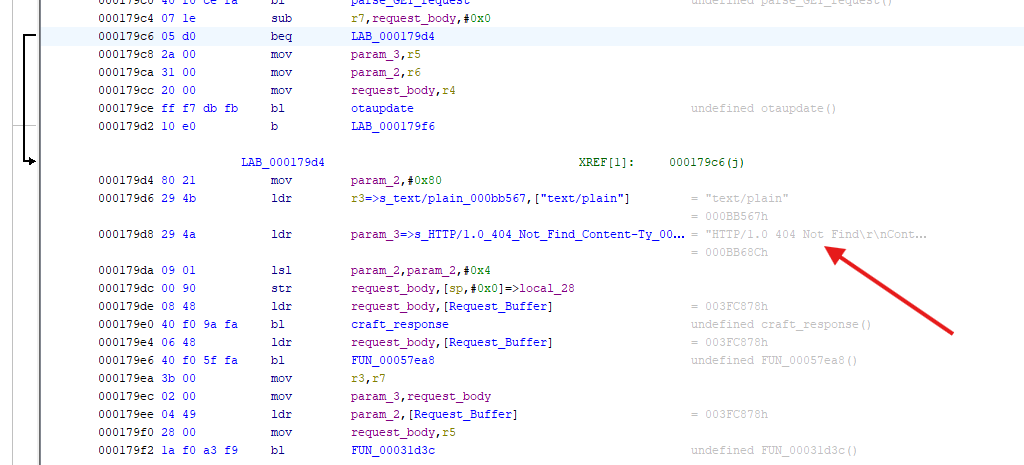 000179c0 40 f0 ce fa bl parse_GET_request undefined parse_GET_request()
000179c4 07 1e sub r7,request_body,#0x0
000179c6 05 d0 beq LAB_000179d4
000179c8 2a 00 mov param_3,r5
000179ca 31 00 mov param_2,r6
000179cc 20 00 mov request_body,r4
000179ce ff f7 db fb bl otaupdate undefined otaupdate()
000179d2 10 e0 b LAB_000179f6
LAB_000179d4 XREF[1]: 000179c6(j)
000179d4 80 21 mov param_2,#0x80
000179d6 29 4b ldr r3=>s_text/plain_000bb567,["text/plain"] = "text/plain"
= 000BB567h
000179d8 29 4a ldr param_3=>s_HTTP/1.0_404_Not_Find_Content-Ty_00... = "HTTP/1.0 404 Not Find\r\nCont...
= 000BB68Ch
000179da 09 01 lsl param_2,param_2,#0x4
000179dc 00 90 str request_body,[sp,#0x0]=>local_28
000179de 08 48 ldr request_body,[Request_Buffer] = 003FC878h
000179e0 40 f0 9a fa bl craft_response undefined craft_response()
000179e4 06 48 ldr request_body,[Request_Buffer] = 003FC878h
000179e6 40 f0 5f fa bl FUN_00057ea8 undefined FUN_00057ea8()
000179ea 3b 00 mov r3,r7
000179ec 02 00 mov param_3,request_body
000179ee 04 49 ldr param_2,[Request_Buffer] = 003FC878h
000179f0 28 00 mov request_body,r5
000179f2 1a f0 a3 f9 bl FUN_00031d3c undefined FUN_00031d3c()